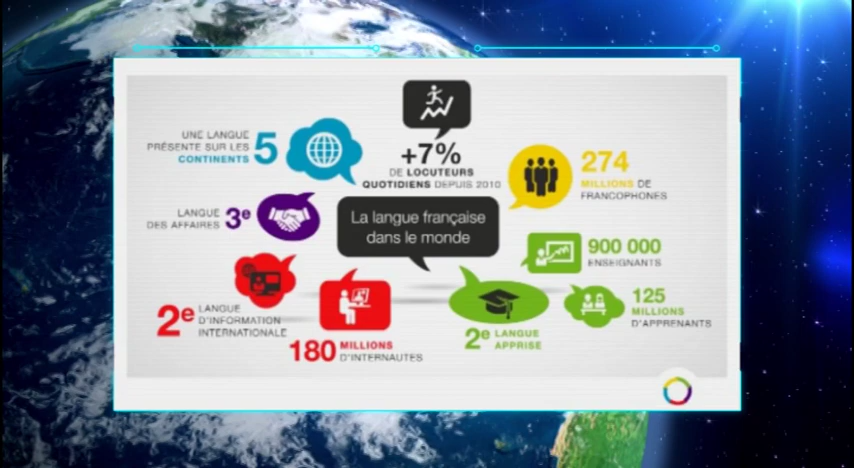 +7%
DE LOCUTEURS
QUOTIDIENS DEPUIS 2010
UNE LANGUE
PRÉSENTE SUR LES
CONTINENTS 5
274
MILLIONS DE
FRANCOPHONES
LANGUE
DES AFFAIRES 3e
La langue française
dans le monde
900 000
ENSEIGNANTS
2e LANGUE
D'INFORMATION
INTERNATIONALE
180 MILLIONS
D'INTERNAUTES
2e LANGUE
APPRISE
125
MILLIONS
D'APPRENANTS